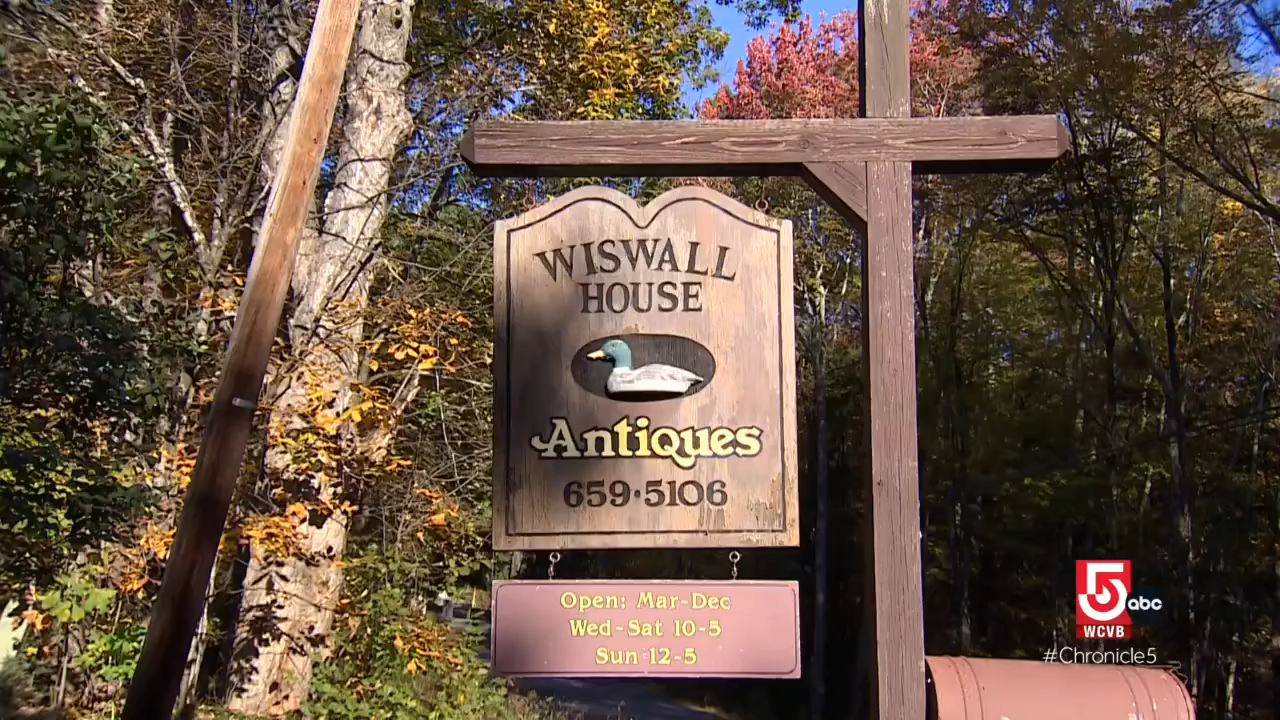 WISWALL
HOUSE
Antiques
659·5106
Open: Mar-Dec
Wed-Sat 10-5
Sun 12-5
5
abc
WCVB
#Chronicle5